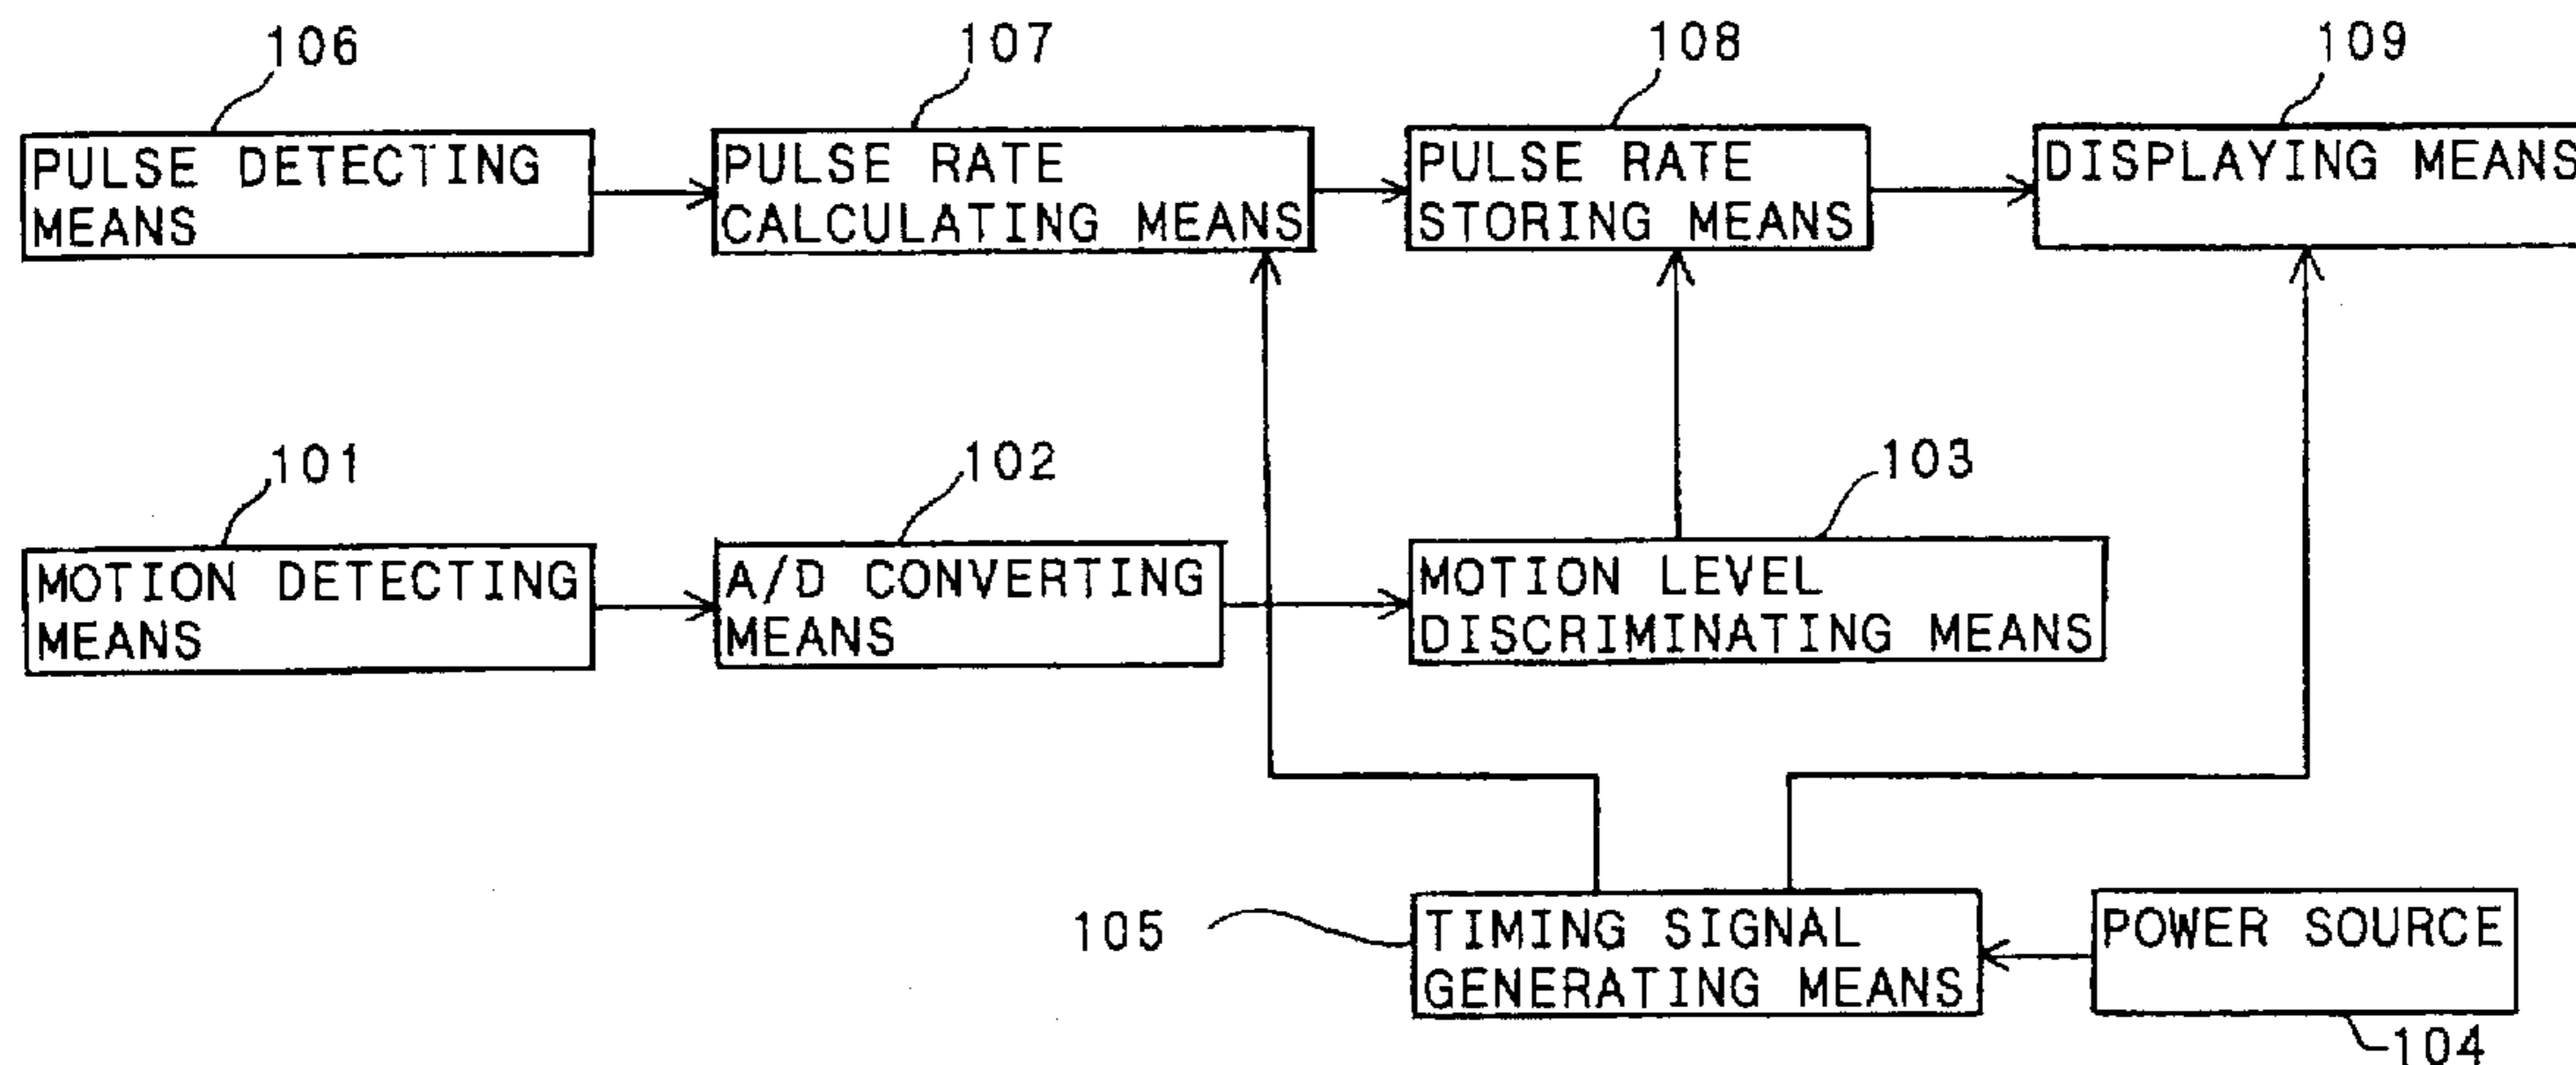 106
107
108
109
PULSE DETECTING
MEANS
PULSE RATE
CALCULATING MEANS
PULSE RATE
STORING MEANS
DISPLAYING MEANS
101
102
103
MOTION DETECTING
MEANS
A/D CONVERTING
MEANS
MOTION LEVEL
DISCRIMINATING MEANS
105
TIMING SIGNAL
GENERATING MEANS
POWER SOURCE
104